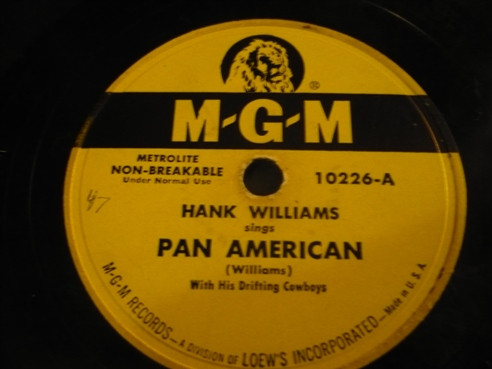 ®
M-G-M
METROLITE
NON-BREAKABLE
Under Normal Use
10226-A
47
HANK WILLIAMS
sings
PAN AMERICAN
(Williams)
With His Drifting Cowboys
M-G-M RECORDS—A DIVISION OF LOEW'S INCORPORATED—Made in U.S.A.